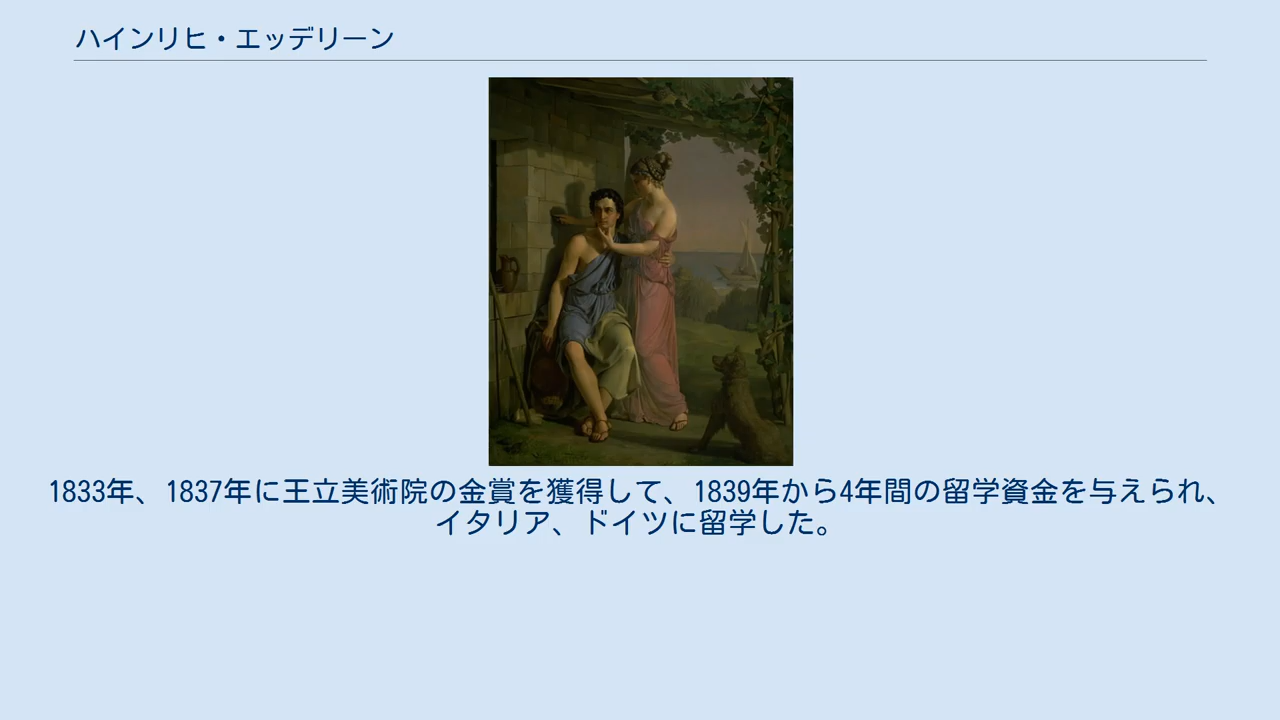 ハインリヒ・エッデリーン
1833年、1837年に王立美術院の金賞を獲得して、1839年から4年間の留学資金を与えられ、
イタリア、ドイツに留学した。